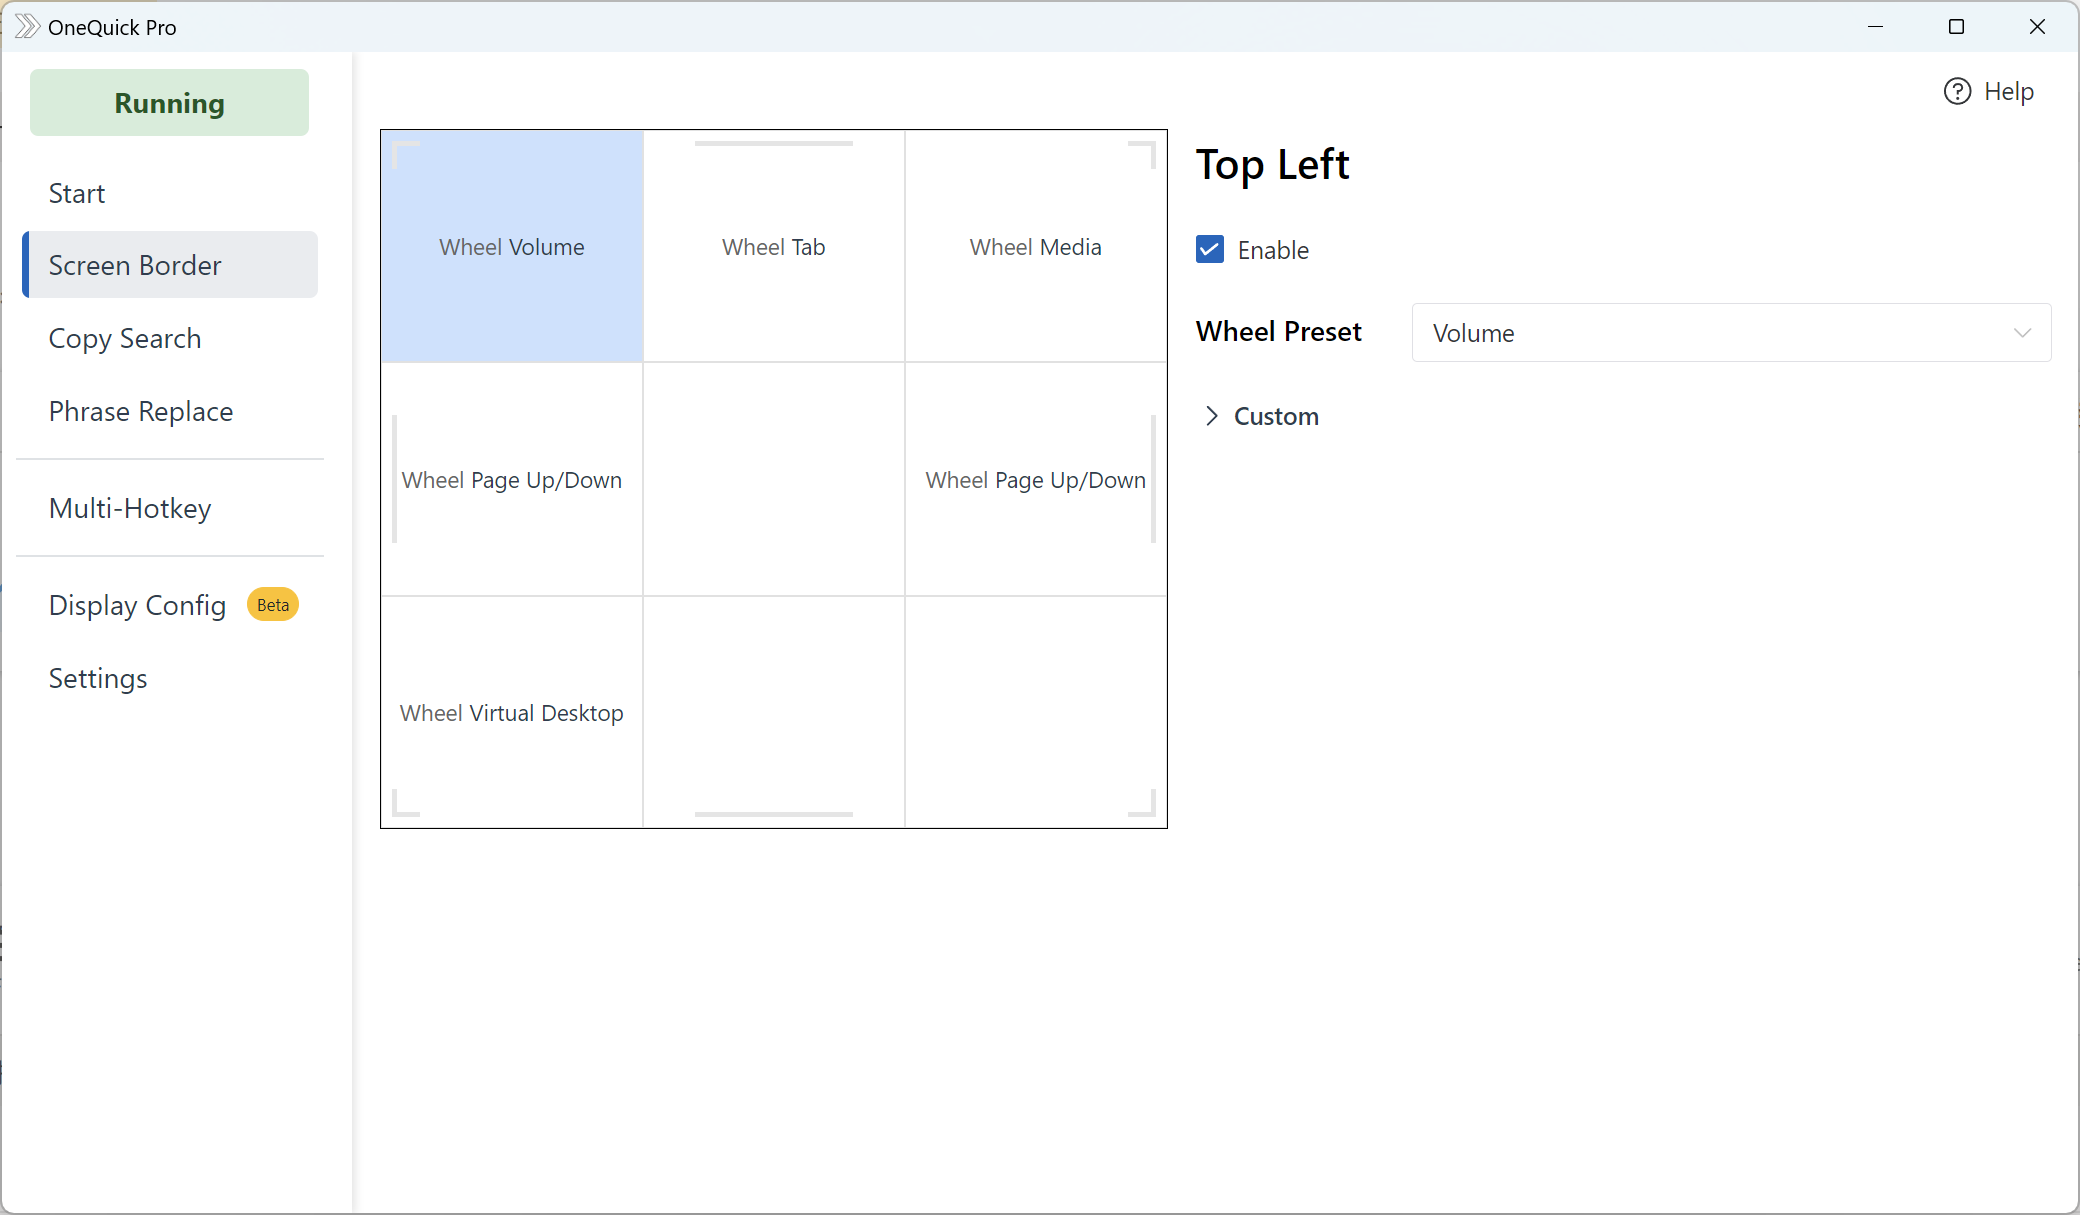 OneQuick Pro
Running
Start
Screen Border
Copy Search
Phrase Replace
Multi-Hotkey
Display Config Beta
Settings
Help
Wheel Volume
Wheel Tab
Wheel Media
Wheel Page Up/Down
Wheel Page Up/Down
Wheel Virtual Desktop
Top Left
Enable
Wheel Preset
Volume
Custom